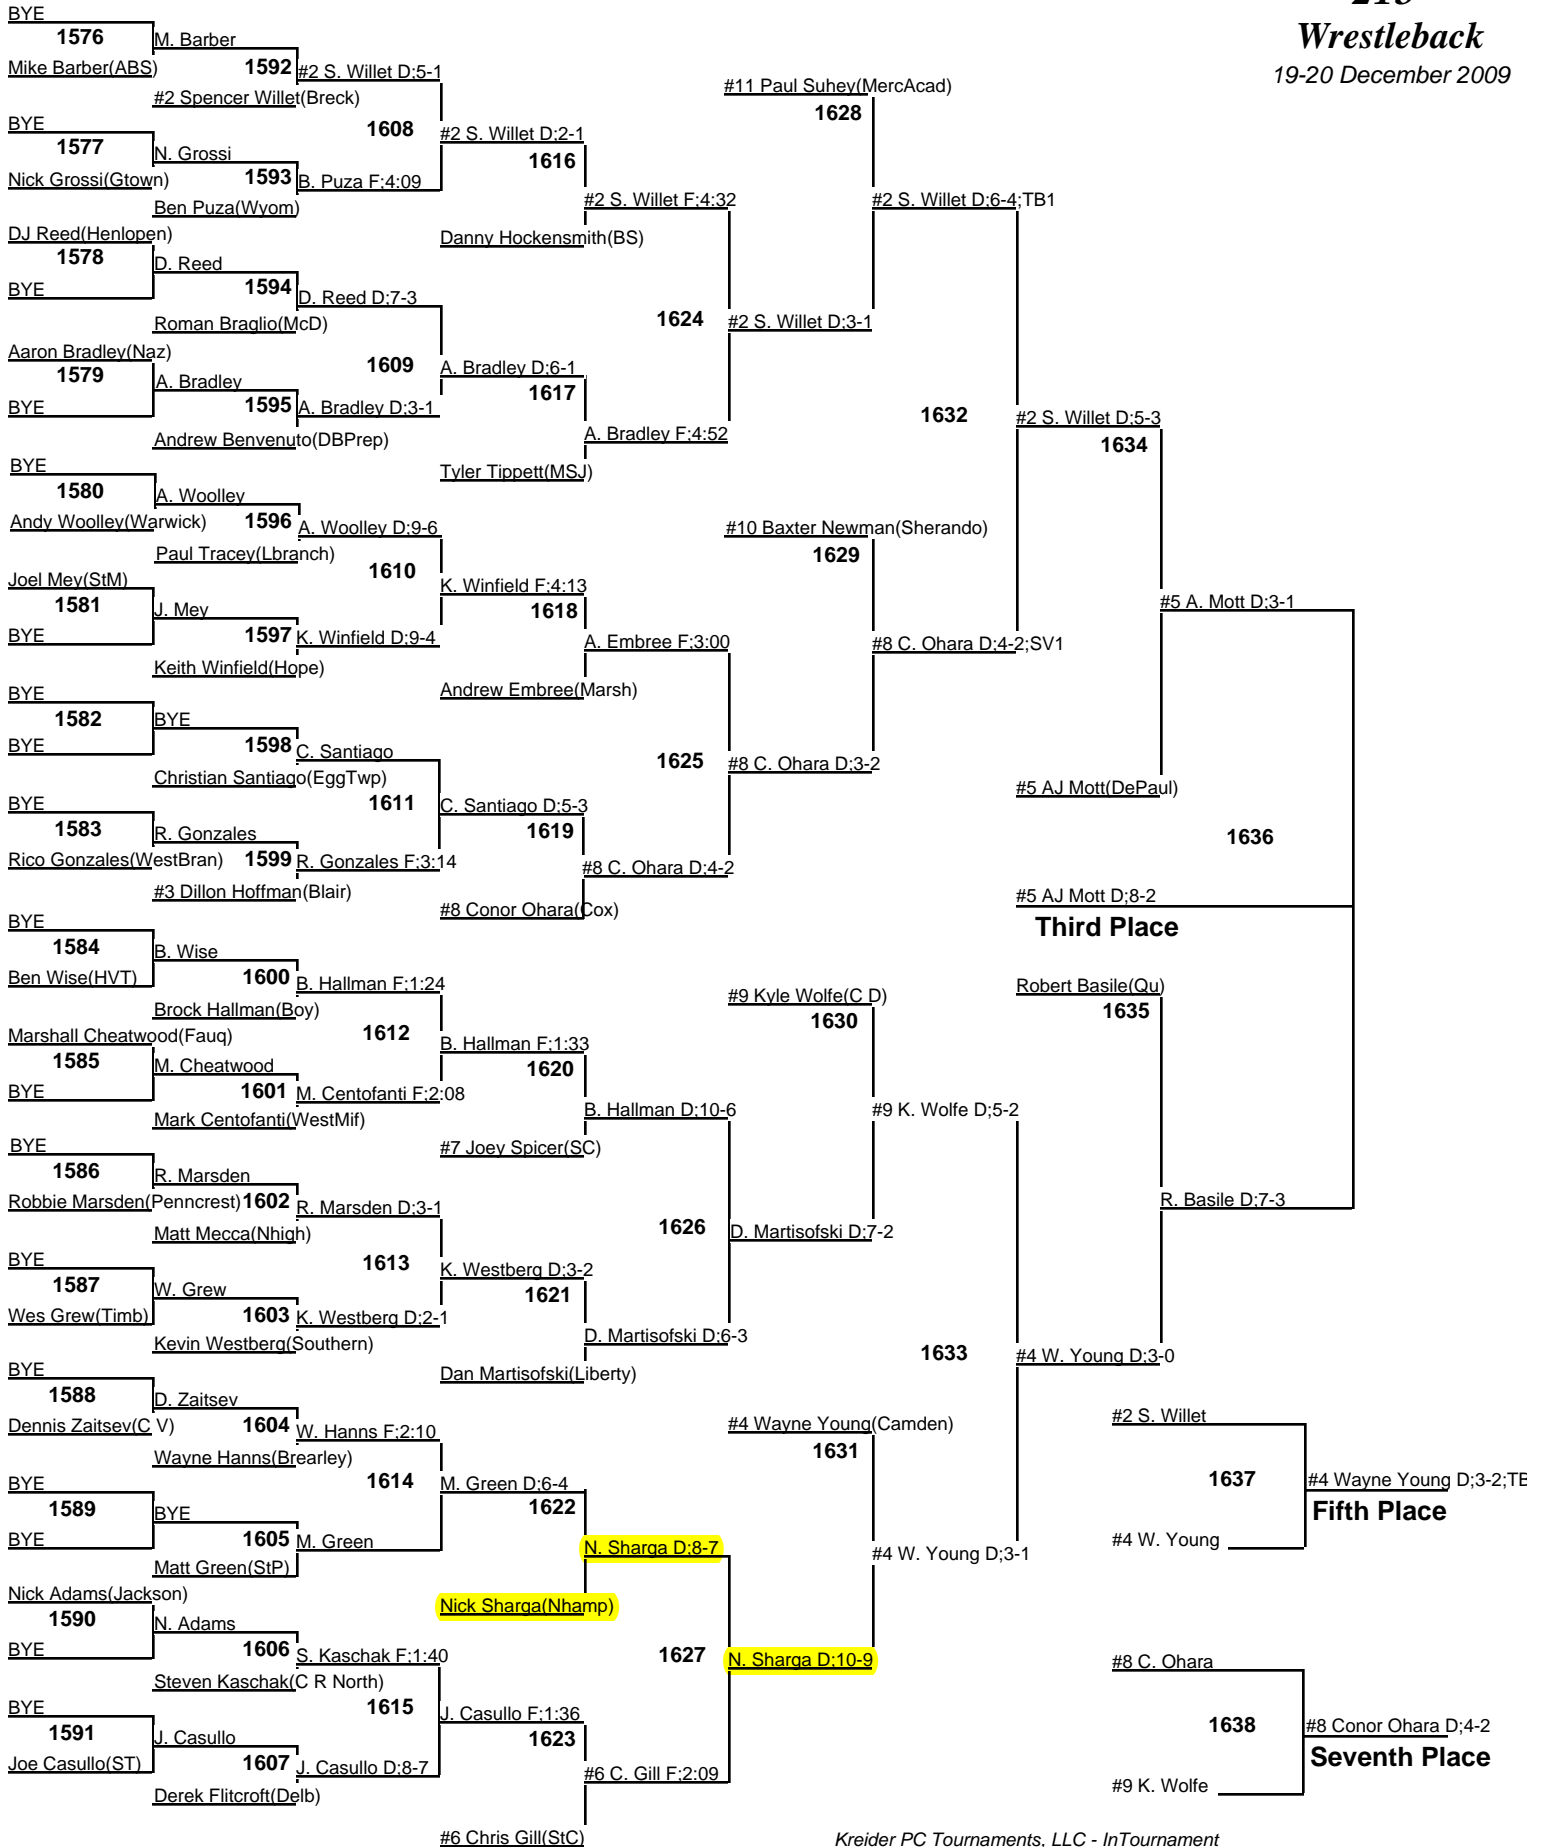 Wrestleback
19-20 December 2009
BYE
1576
Mike Barber(ABS)
BYE
1577
Nick Grossi(Gtown)
DJ Reed(Henlopen)
1578
BYE
Aaron Bradley(Naz)
1579
BYE
BYE
1580
Andy Woolley(Warwick)
Joel Mey(StM)
1581
BYE
BYE
1582
BYE
BYE
1583
Rico Gonzales(WestBran)
BYE
1584
Ben Wise(HVT)
Marshall Cheatwood(Fauq)
1585
BYE
BYE
1586
Robbie Marsden(Penncrest)
BYE
1587
Wes Grew(Timb)
BYE
1588
Dennis Zaitsev(C V)
BYE
1589
BYE
Nick Adams(Jackson)
1590
BYE
BYE
1591
Joe Casullo(ST)
M. Barber
1592
#2 Spencer Willet(Breck)
N. Grossi
1593
Ben Puza(Wyom)
D. Reed
1594
Roman Braglio(McD)
A. Bradley
1595
Andrew Benvenuto(DBPrep)
A. Woolley
1596
Paul Tracey(Lbranch)
J. Mey
1597
Keith Winfield(Hope)
BYE
1598
Christian Santiago(EggTwp)
R. Gonzales
1599
#3 Dillon Hoffman(Blair)
B. Wise
1600
Brock Hallman(Boy)
M. Cheatwood
1601
Mark Centofanti(WestMif)
R. Marsden
1602
Matt Mecca(Nhigh)
W. Grew
1603
Kevin Westberg(Southern)
D. Zaitsev
1604
Wayne Hanns(Brearley)
BYE
1605
Matt Green(StP)
N. Adams
1606
Steven Kaschak(C R North)
J. Casullo
1607
Derek Flitcroft(Delb)
#2 S. Willet D;5-1
1608
B. Puza F;4:09
D. Reed D;7-3
1609
A. Bradley D;3-1
A. Woolley D;9-6
1610
K. Winfield D;9-4
C. Santiago
1611
R. Gonzales F;3:14
B. Hallman F;1:24
1612
M. Centofanti F;2:08
R. Marsden D;3-1
1613
K. Westberg D;2-1
W. Hanns F;2:10
1614
M. Green
S. Kaschak F;1:40
1615
J. Casullo D;8-7
#2 S. Willet D;2-1
1616
Danny Hockensmith(BS)
A. Bradley D;6-1
1617
Tyler Tippett(MSJ)
K. Winfield F;4:13
1618
Andrew Embree(Marsh)
C. Santiago D;5-3
1619
#8 Conor Ohara(Cox)
B. Hallman F;1:33
1620
#7 Joey Spicer(SC)
K. Westberg D;3-2
1621
Dan Martisofski(Liberty)
M. Green D;6-4
1622
Nick Sharga(Nhamp)
J. Casullo F;1:36
1623
#6 Chris Gill(StC)
#2 S. Willet F;4:32
1624
A. Bradley F;4:52
A. Embree F;3:00
1625
#8 C. Ohara D;4-2
B. Hallman D;10-6
1626
D. Martisofski D;6-3
N. Sharga D;8-7
1627
#6 C. Gill F;2:09
#11 Paul Suhey(MercAcad)
1628
#2 S. Willet D;3-1
#10 Baxter Newman(Sherando)
1629
#8 C. Ohara D;3-2
#9 Kyle Wolfe(C D)
1630
D. Martisofski D;7-2
#4 Wayne Young(Camden)
1631
N. Sharga D;10-9
#2 S. Willet D;6-4;TB1
1632
#8 C. Ohara D;4-2;SV1
#9 K. Wolfe D;5-2
1633
#4 W. Young D;3-1
#2 S. Willet D;5-3
1634
#5 AJ Mott(DePaul)
Robert Basile(Qu)
1635
#4 W. Young D;3-0
#5 A. Mott D;3-1
1636
R. Basile D;7-3
#5 AJ Mott D;8-2
Third Place
#2 S. Willet
1637
#4 W. Young
#4 Wayne Young D;3-2;TB
Fifth Place
#8 C. Ohara
1638
#9 K. Wolfe
#8 Conor Ohara D;4-2
Seventh Place
Kreider PC Tournaments, LLC - InTournament